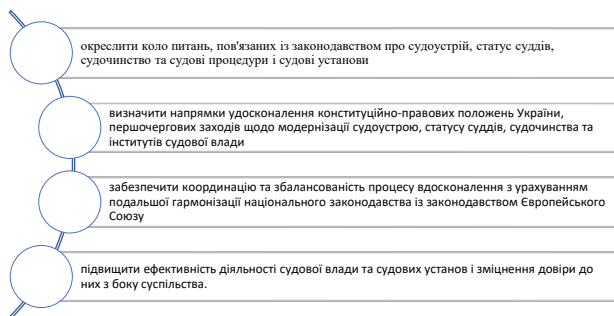 окреслити коло питань, пов'язаних із законодавством про судоустрій, статус суддів,
судочинство та судові процедури і судові установи
визначити напрямки удосконалення конституційно-правових положень України,
першочергових заходів щодо модернізації судоустрою, статусу суддів, судочинства та
інститутів судової влади
забезпечити координацію та збалансованість процесу вдосконалення з урахуванням
подальшої гармонізації національного законодавства із законодавством Європейського
Союзу
підвищити ефективність діяльності судової влади та судових установ і зміцнення довіри до
них з боку суспільства.